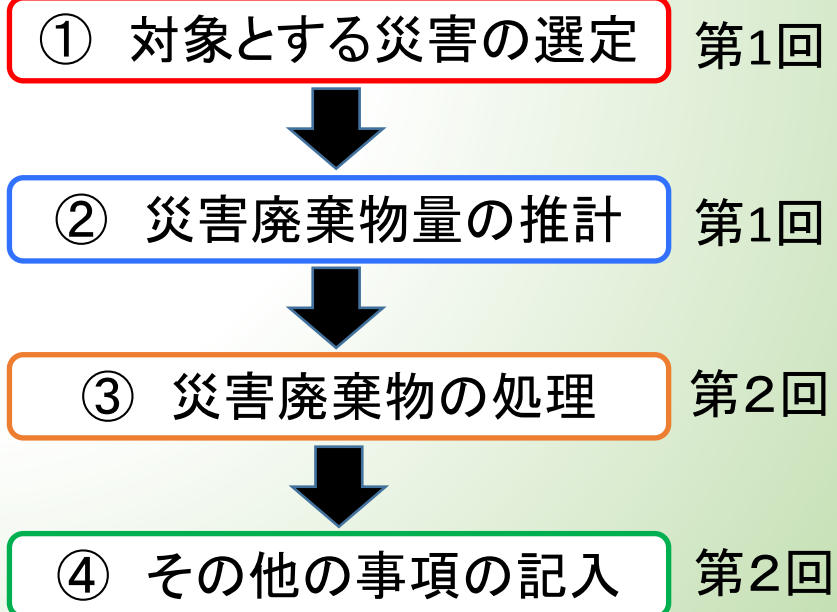 ① 対象とする災害の選定 第1回
② 災害廃棄物量の推計 第1回
③ 災害廃棄物の処理 第2回
④ その他の事項の記入 第2回